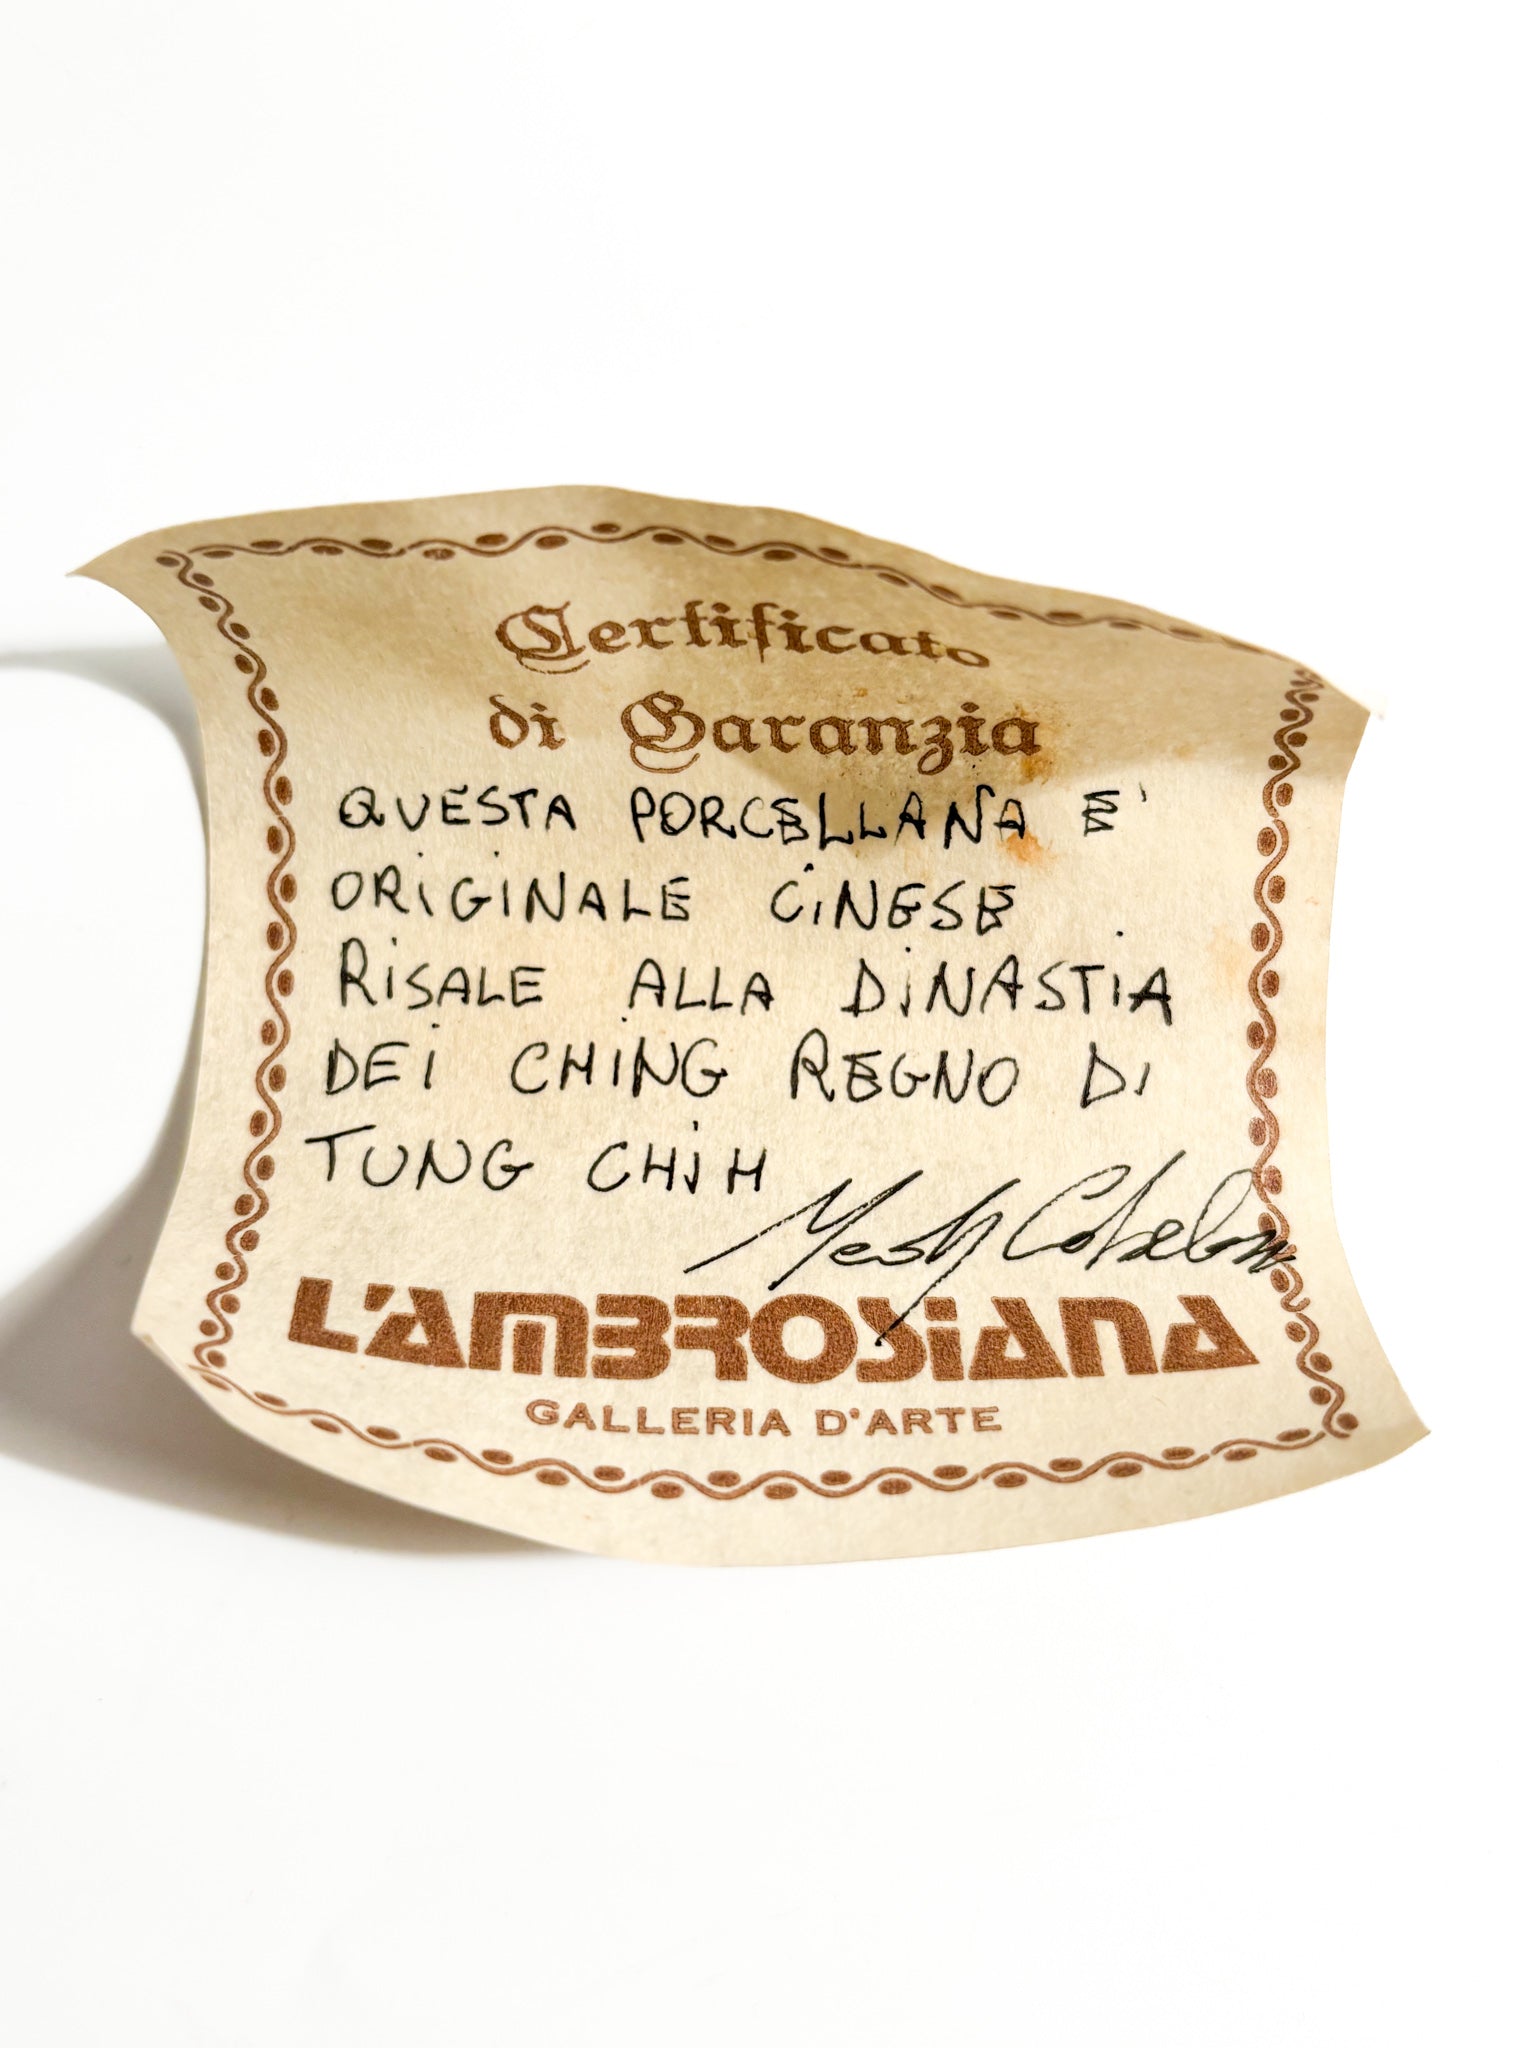 Certificato
di Garanzia
QUESTA PORCELLANA E'
ORIGINALE CINESE
RISALE ALLA DINASTIA
DEI CHING REGNO DI
TUNG CHIH
L'AMBROSIANA
GALLERIA D'ARTE